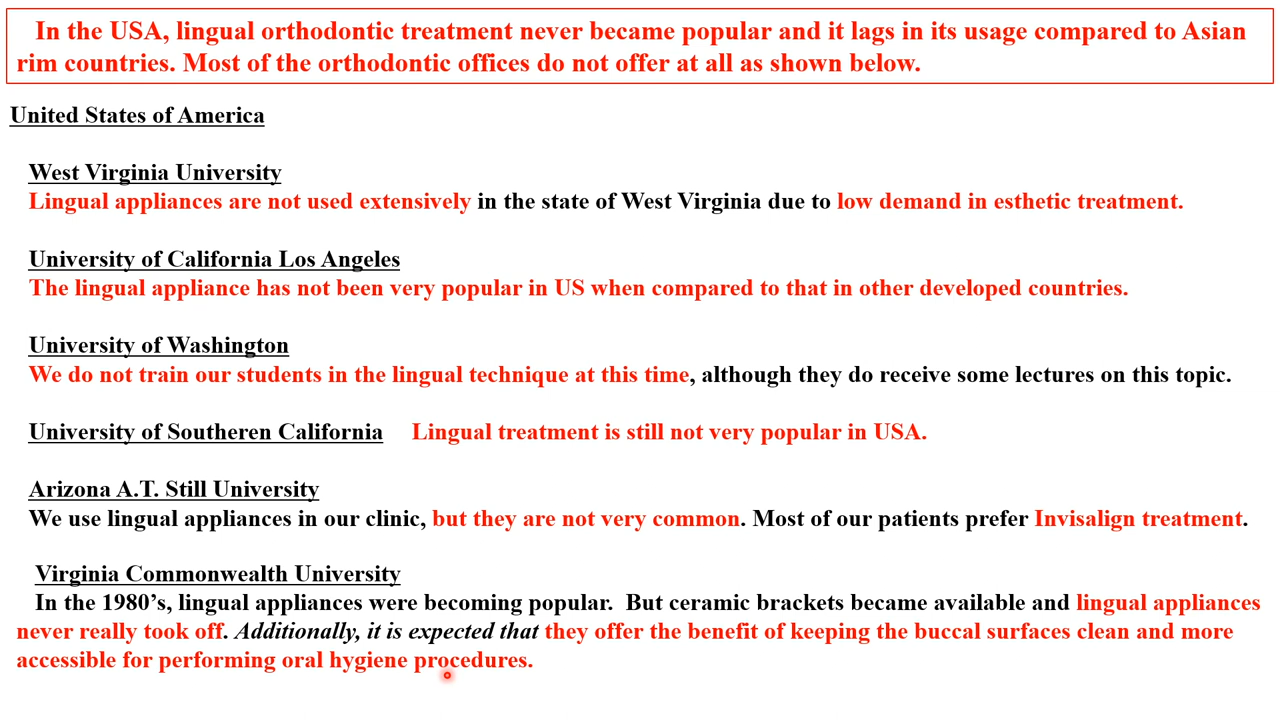 In the USA, lingual orthodontic treatment never became popular and it lags in its usage compared to Asian
rim countries. Most of the orthodontic offices do not offer at all as shown below.
United States of America
West Virginia University
Lingual appliances are not used extensively in the state of West Virginia due to low demand in esthetic treatment.
University of California Los Angeles
The lingual appliance has not been very popular in US when compared to that in other developed countries.
University of Washington
We do not train our students in the lingual technique at this time, although they do receive some lectures on this topic.
University of Southeren California Lingual treatment is still not very popular in USA.
Arizona A.T. Still University
We use lingual appliances in our clinic, but they are not very common. Most of our patients prefer Invisalign treatment.
Virginia Commonwealth University
In the 1980’s, lingual appliances were becoming popular. But ceramic brackets became available and lingual appliances
never really took off. Additionally, it is expected that they offer the benefit of keeping the buccal surfaces clean and more
accessible for performing oral hygiene procedures.